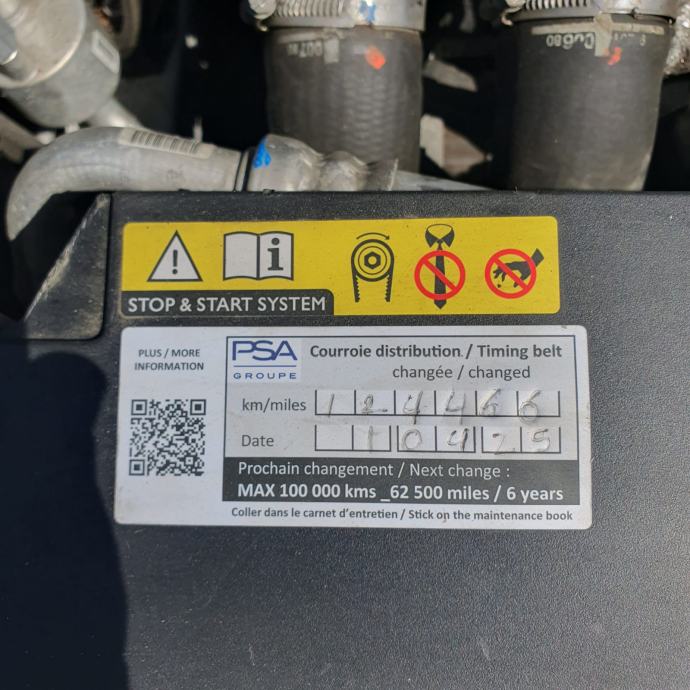 STOP & START SYSTEM
PLUS / MORE
INFORMATION
PSA
GROUPE
Courroie distribution / Timing belt
changée / changed
km/miles 124466
Date 10425
Prochain changement / Next change :
MAX 100 000 kms _62 500 miles / 6 years
Coller dans le carnet d'entretien / Stick on the maintenance book